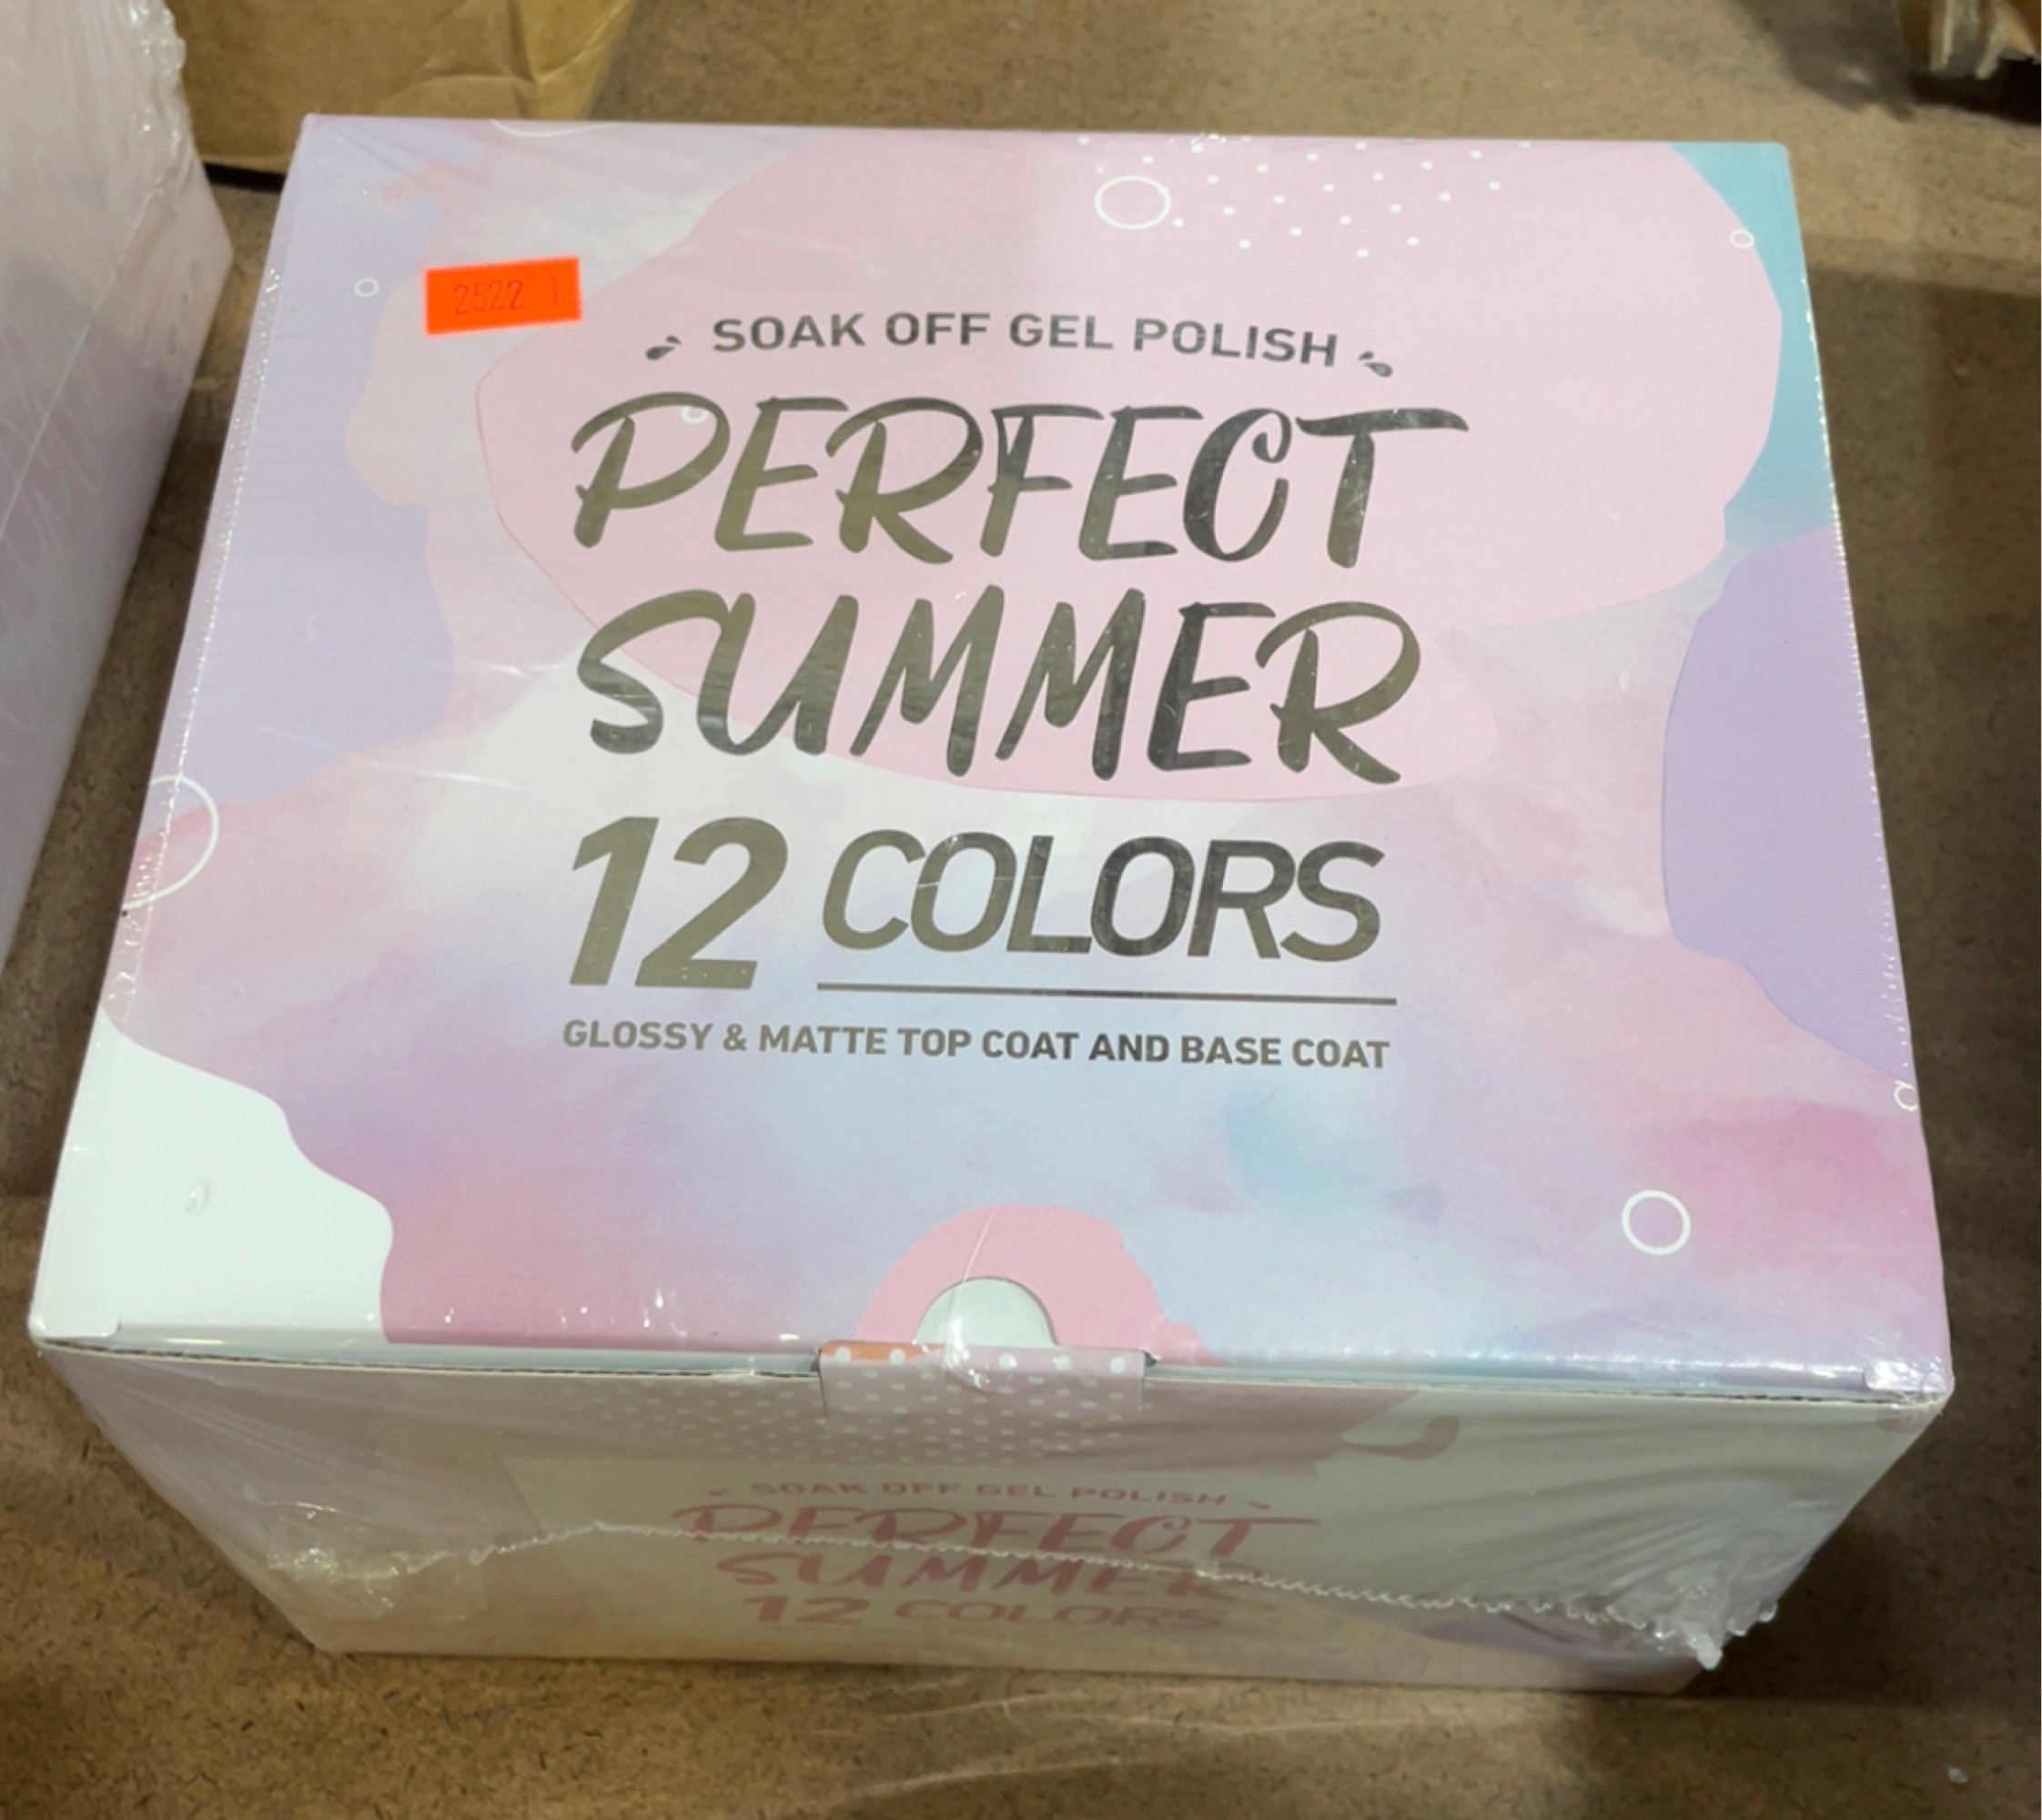 2522 1
SOAK OFF GEL POLISH
PERFECT
SUMMER
12 COLORS
GLOSSY & MATTE TOP COAT AND BASE COAT
SOAK OFF GEL POLISH
PERFECT
SUMMER
12 COLORS